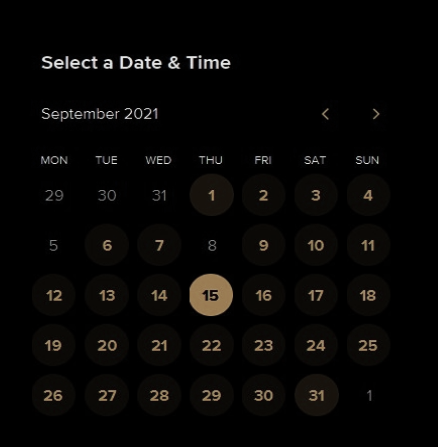 Select a Date & Time
September 2021
MON TUE WED THU FRI SAT SUN
29 30 31 1 2 3 4
5 6 7 8 9 10 11
12 13 14 15 16 17 18
19 20 21 22 23 24 25
26 27 28 29 30 31 1